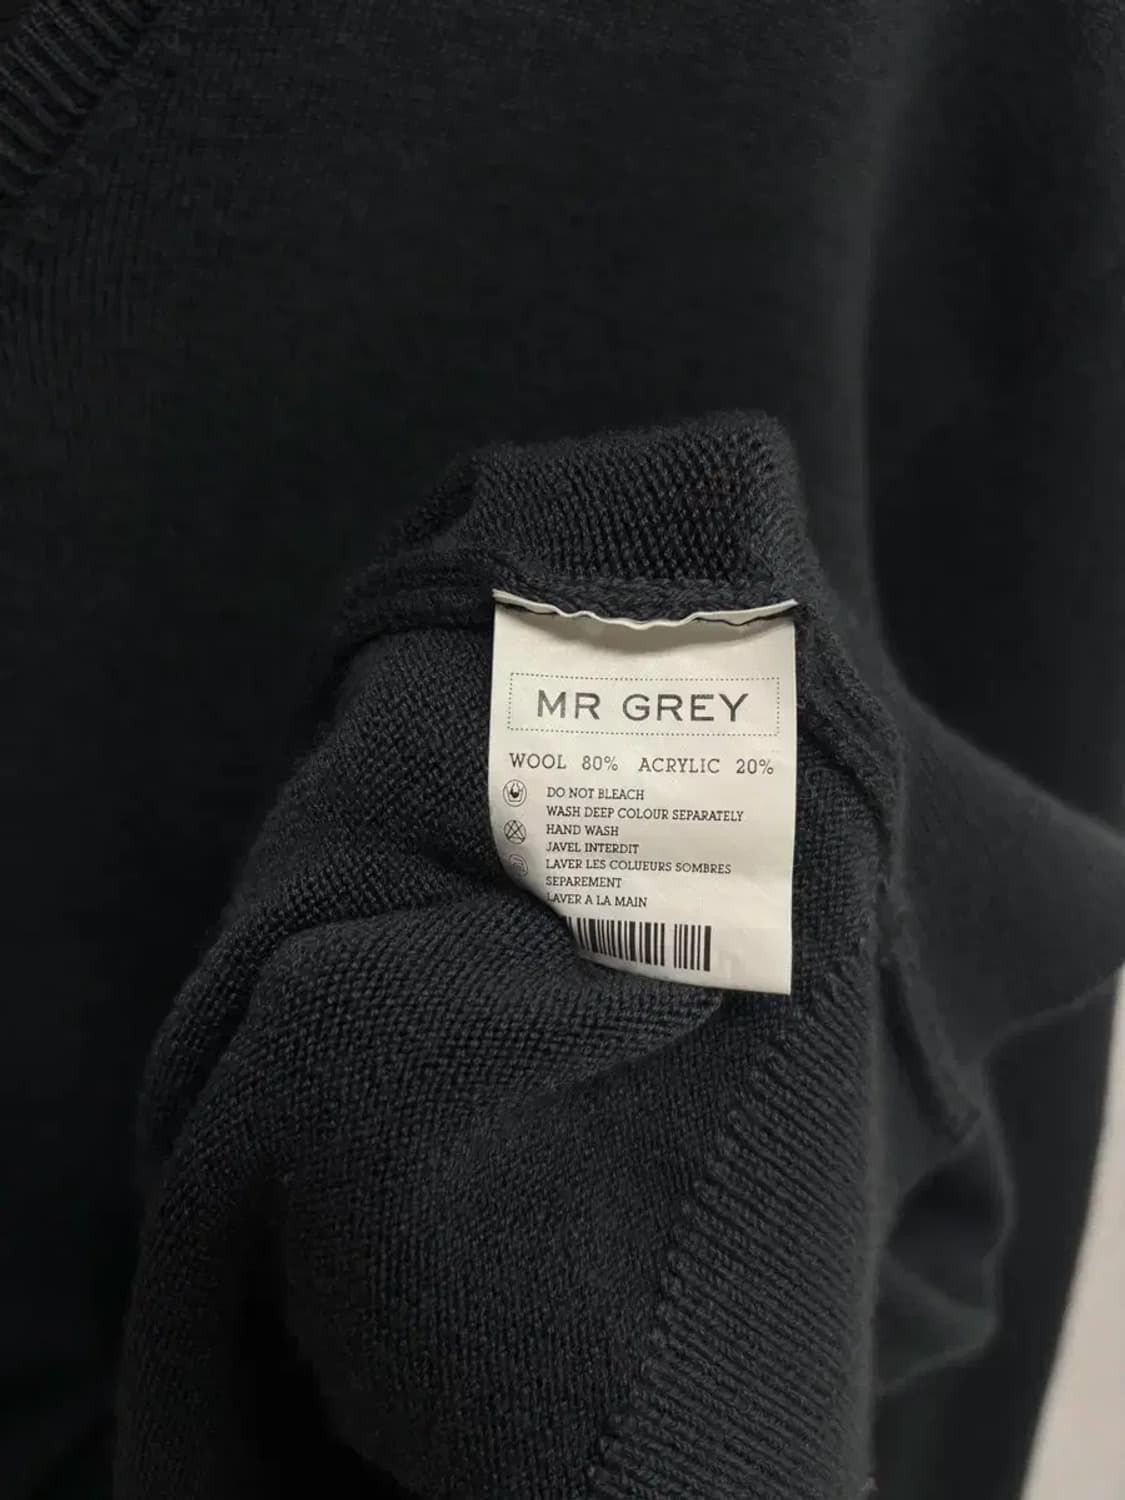 MR GREY
WOOL 80% ACRYLIC 20%
DO NOT BLEACH
WASH DEEP COLOUR SEPARATELY
HAND WASH
JAVEL INTERDIT
LAVER LES COLUEURS SOMBRES
SEPAREMENT
LAVER A LA MAIN